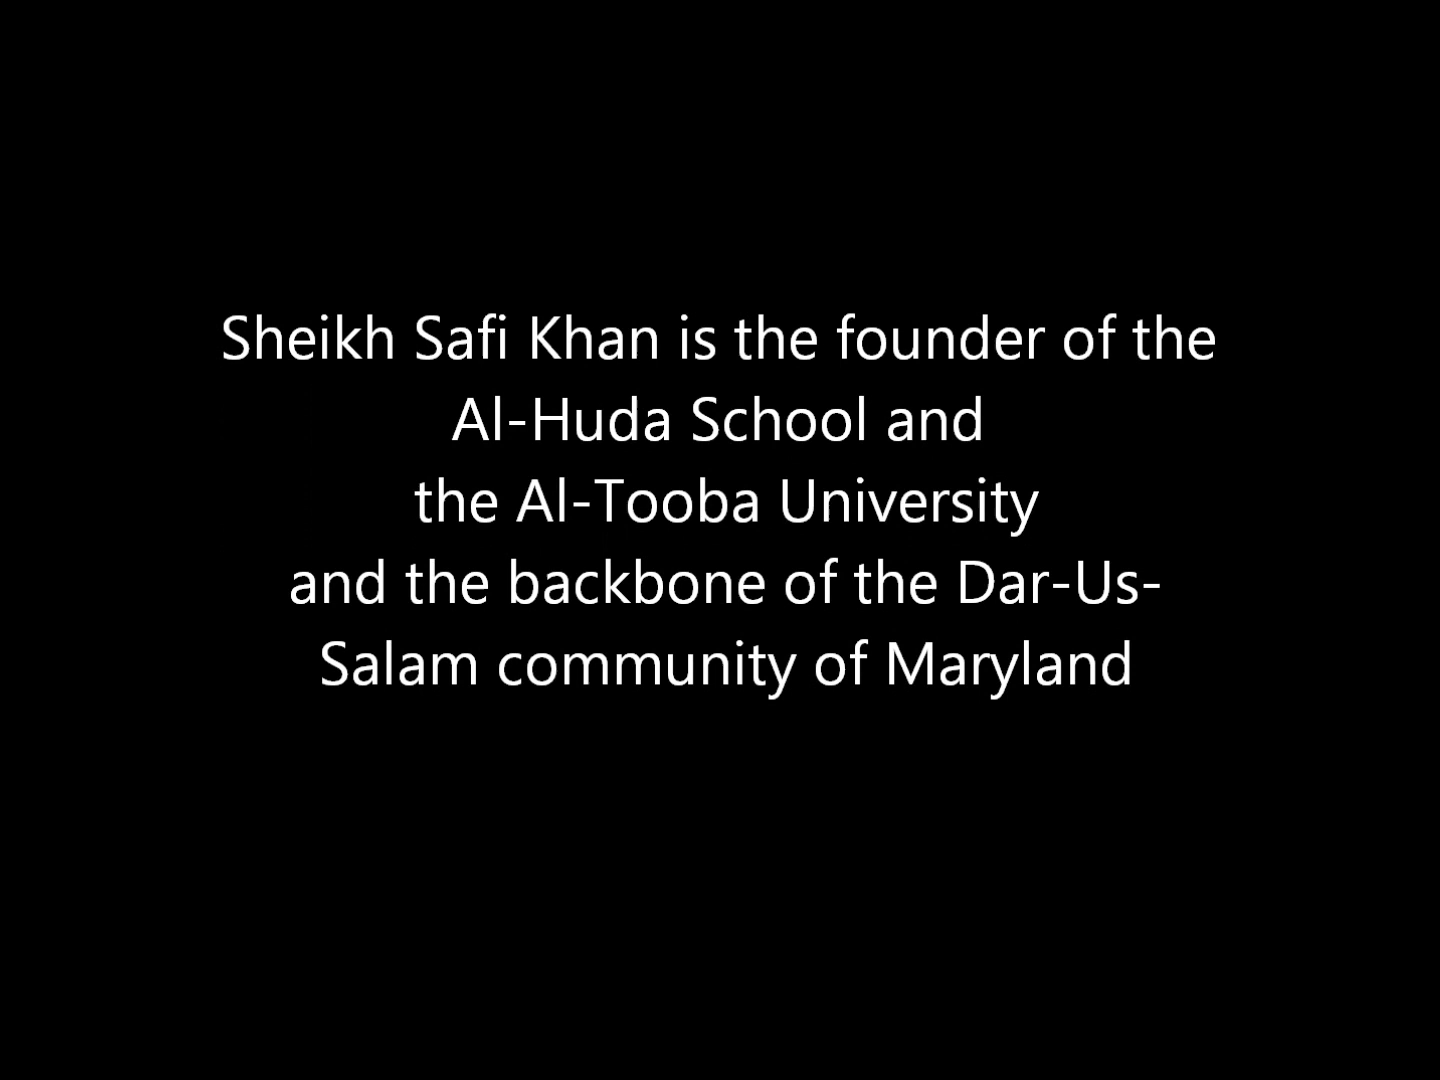 Sheikh Safi Khan is the founder of the
Al-Huda School and
the Al-Tooba University
and the backbone of the Dar-Us-
Salam community of Maryland